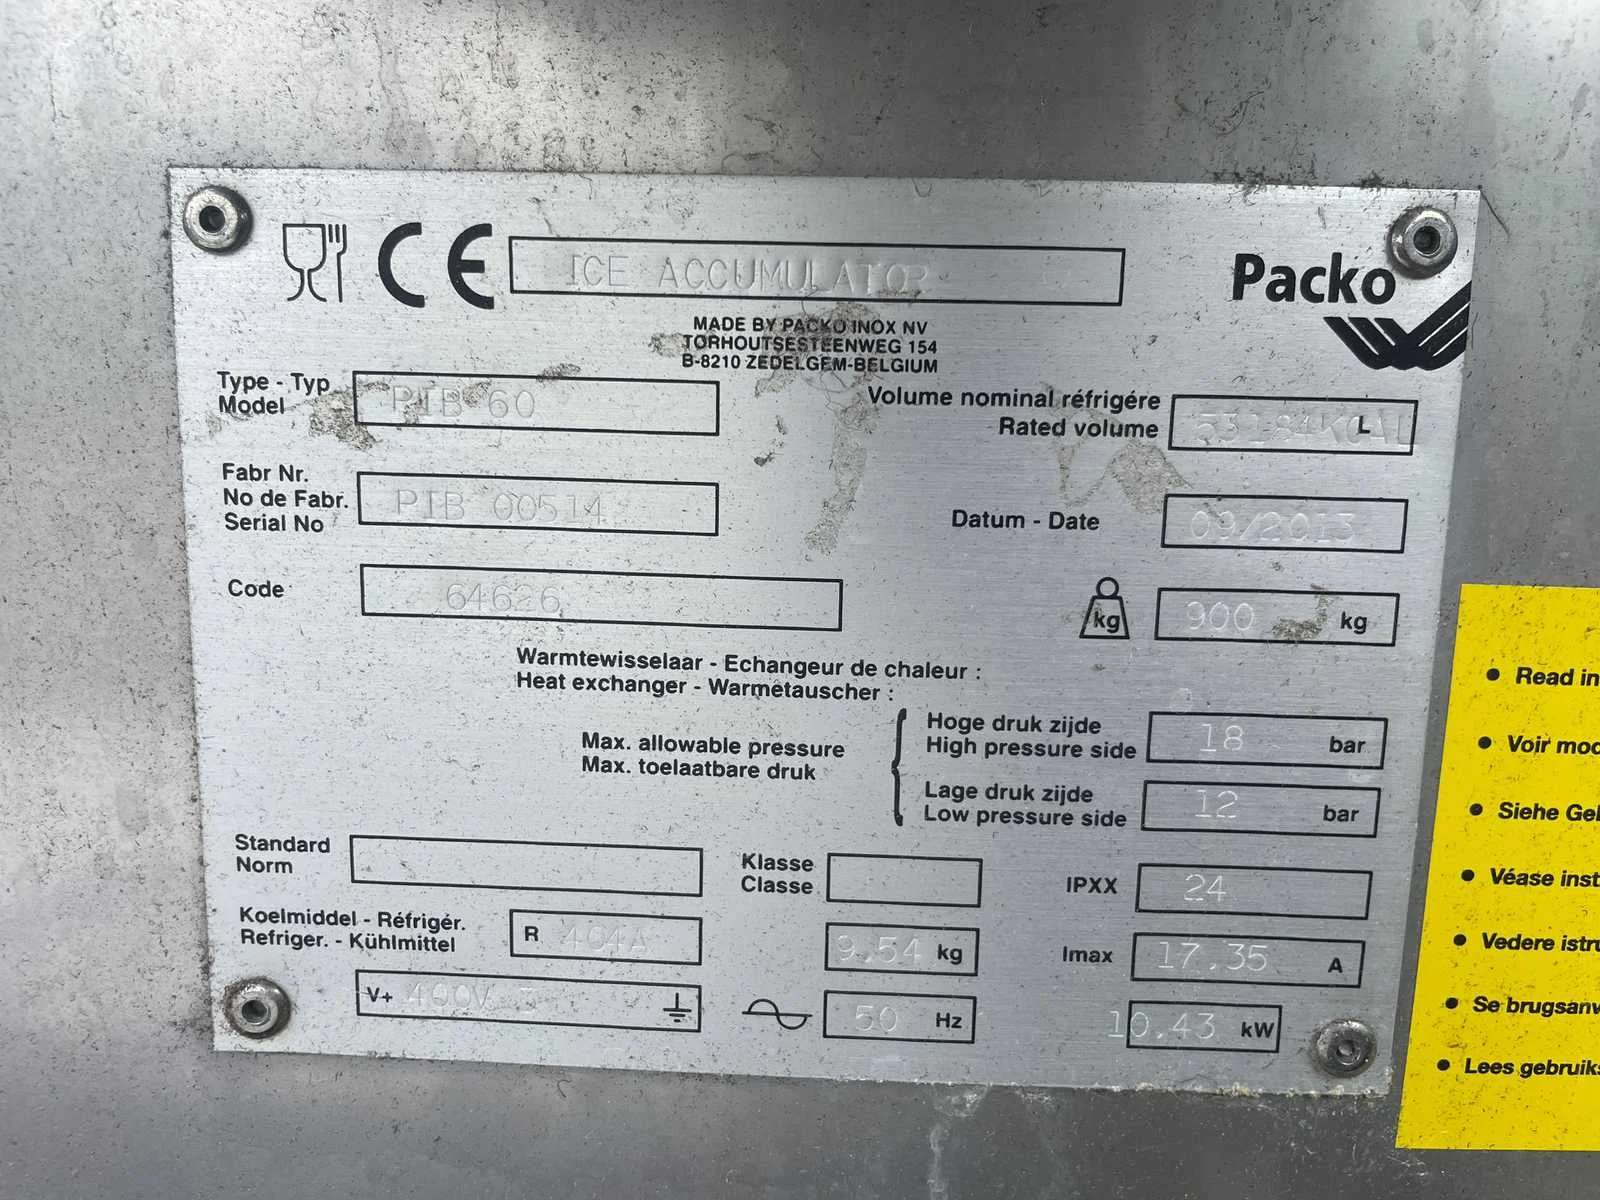 CE ICE ACCUMULATOR
Packo
MADE BY PACKO INOX NV
TORHOUTSESTEENWEG 154
B-8210 ZEDELGEM-BELGIUM
Type - Typ
Model
PIB 60
Volume nominal réfrigére
Rated volume
53184KCAL
L
Fabr Nr.
No de Fabr.
Serial No
PIB 00514
Datum - Date
09/2013
Code
64626
kg
900 kg
Warmtewisselaar - Echangeur de chaleur :
Heat exchanger - Warmetauscher :
Max. allowable pressure
Max. toelaatbare druk
Hoge druk zijde
High pressure side
18 bar
Lage druk zijde
Low pressure side
12 bar
Standard
Norm
Klasse
Classe
IPXX
24
Koelmiddel - Réfrigér.
Refriger. - Kühlmittel
R 404A
9.54 kg
Imax
17.35 A
V+ 400V 3
50 Hz
10.43 kW
• Read in
• Voir mod
• Siehe Gel
• Véase inst
• Vedere istru
• Se brugsanv
• Lees gebruiks